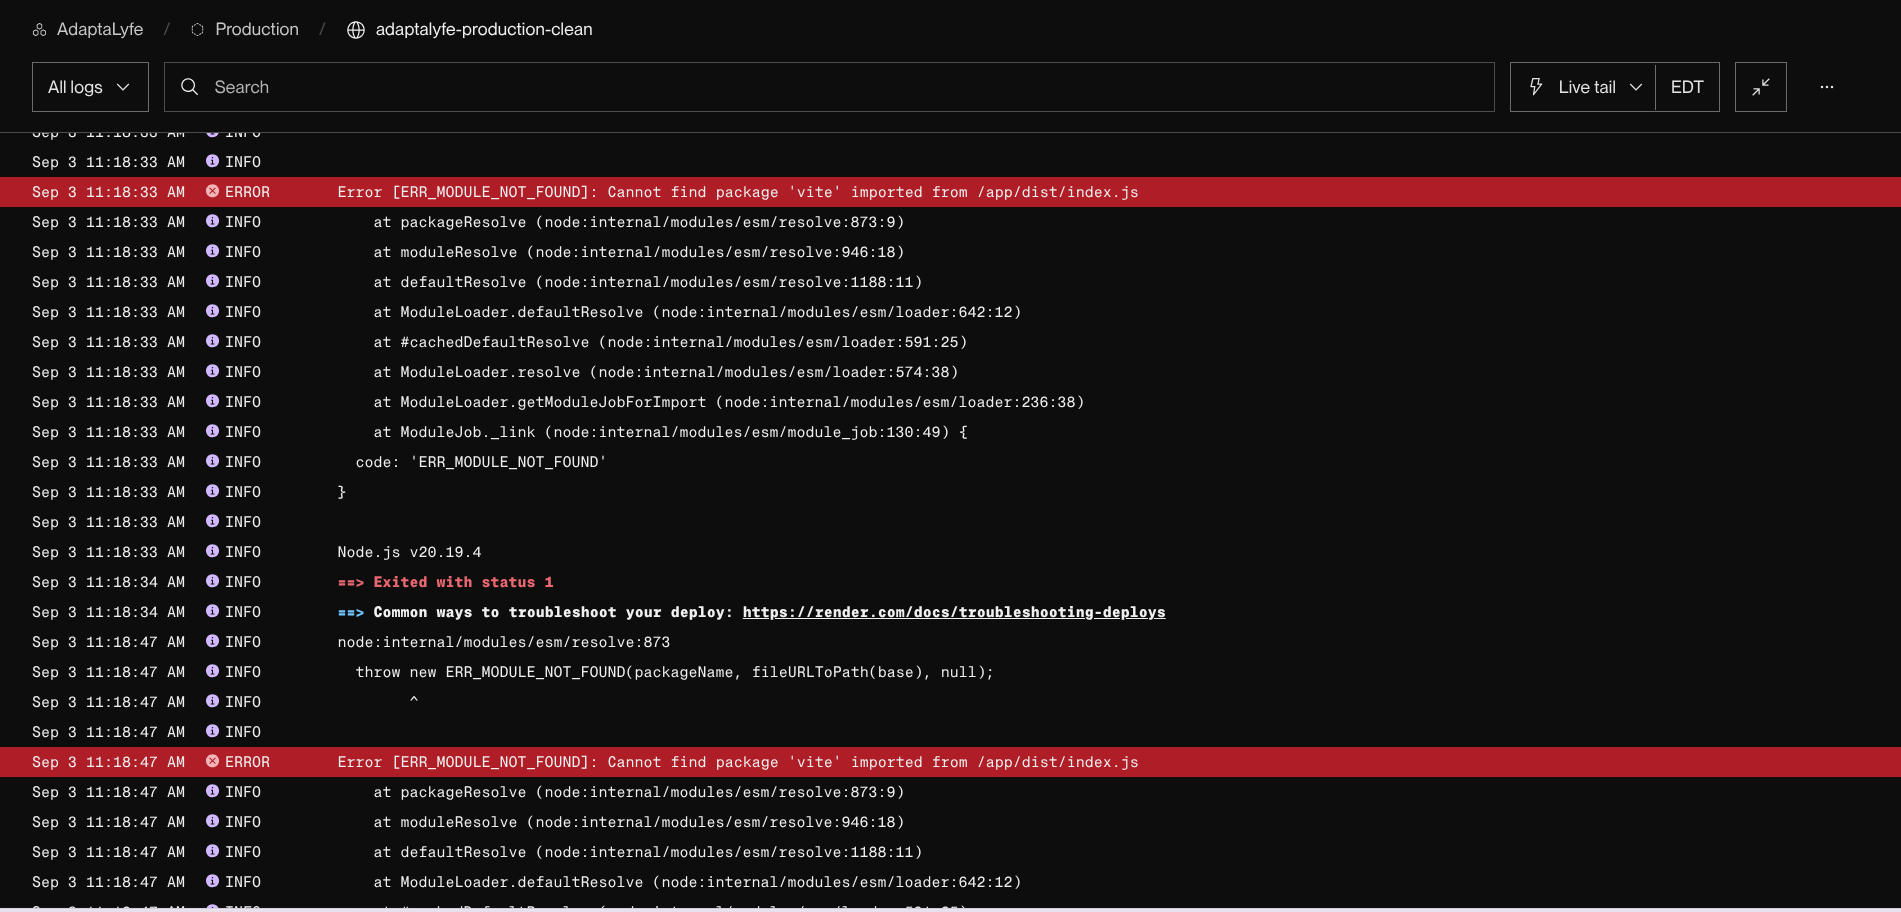 AdaptaLyfe / Production / adaptalyfe-production-clean
All logs Search Live tail EDT ...
Sep 3 11:18:33 AM INFO
Sep 3 11:18:33 AM INFO
Sep 3 11:18:33 AM ERROR Error [ERR_MODULE_NOT_FOUND]: Cannot find package 'vite' imported from /app/dist/index.js
Sep 3 11:18:33 AM INFO at packageResolve (node:internal/modules/esm/resolve:873:9)
Sep 3 11:18:33 AM INFO at moduleResolve (node:internal/modules/esm/resolve:946:18)
Sep 3 11:18:33 AM INFO at defaultResolve (node:internal/modules/esm/resolve:1188:11)
Sep 3 11:18:33 AM INFO at ModuleLoader.defaultResolve (node:internal/modules/esm/loader:642:12)
Sep 3 11:18:33 AM INFO at #cachedDefaultResolve (node:internal/modules/esm/loader:591:25)
Sep 3 11:18:33 AM INFO at ModuleLoader.resolve (node:internal/modules/esm/loader:574:38)
Sep 3 11:18:33 AM INFO at ModuleLoader.getModuleJobForImport (node:internal/modules/esm/loader:236:38)
Sep 3 11:18:33 AM INFO at ModuleJob._link (node:internal/modules/esm/module_job:130:49) {
Sep 3 11:18:33 AM INFO code: 'ERR_MODULE_NOT_FOUND'
Sep 3 11:18:33 AM INFO }
Sep 3 11:18:33 AM INFO
Sep 3 11:18:33 AM INFO Node.js v20.19.4
Sep 3 11:18:34 AM INFO ==> Exited with status 1
Sep 3 11:18:34 AM INFO ==> Common ways to troubleshoot your deploy: https://render.com/docs/troubleshooting-deploys
Sep 3 11:18:47 AM INFO node:internal/modules/esm/resolve:873
Sep 3 11:18:47 AM INFO throw new ERR_MODULE_NOT_FOUND(packageName, fileURLToPath(base), null);
Sep 3 11:18:47 AM INFO ^
Sep 3 11:18:47 AM INFO
Sep 3 11:18:47 AM ERROR Error [ERR_MODULE_NOT_FOUND]: Cannot find package 'vite' imported from /app/dist/index.js
Sep 3 11:18:47 AM INFO at packageResolve (node:internal/modules/esm/resolve:873:9)
Sep 3 11:18:47 AM INFO at moduleResolve (node:internal/modules/esm/resolve:946:18)
Sep 3 11:18:47 AM INFO at defaultResolve (node:internal/modules/esm/resolve:1188:11)
Sep 3 11:18:47 AM INFO at ModuleLoader.defaultResolve (node:internal/modules/esm/loader:642:12)